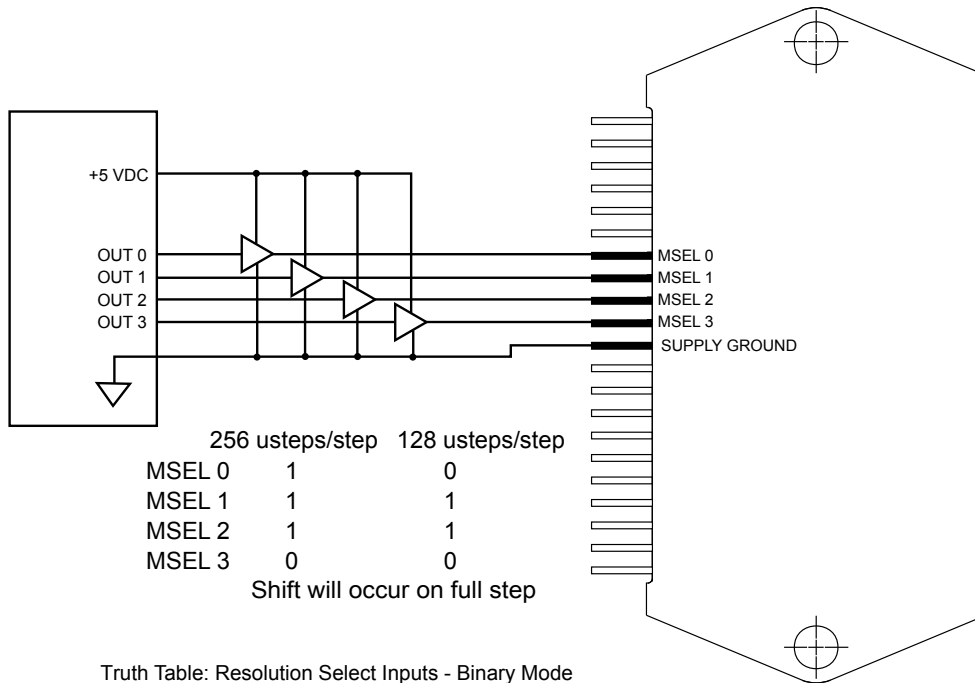 +5 VDC
OUT 0
OUT 1
OUT 2
OUT 3
MSEL 0
MSEL 1
MSEL 2
MSEL 3
SUPPLY GROUND
256 usteps/step 128 usteps/step
MSEL 0 1 0
MSEL 1 1 1
MSEL 2 1 1
MSEL 3 0 0
Shift will occur on full step
Truth Table: Resolution Select Inputs - Binary Mode